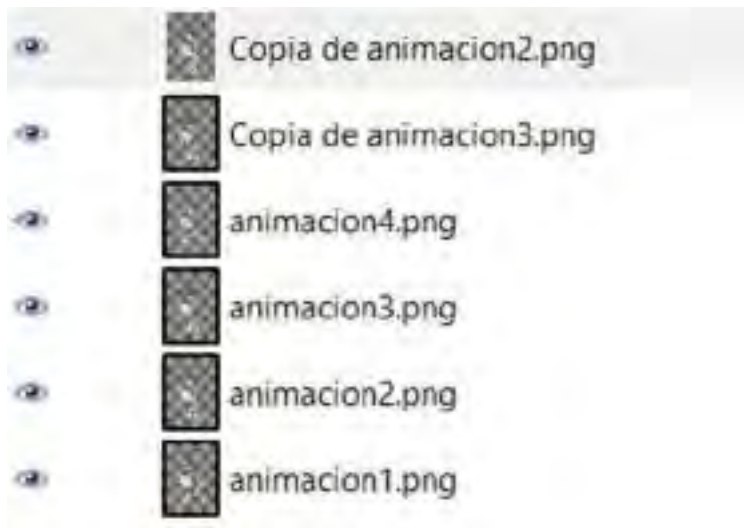 Copia de animacion2.png
Copia de animacion3.png
animacion4.png
animacion3.png
animacion2.png
animacion1.png